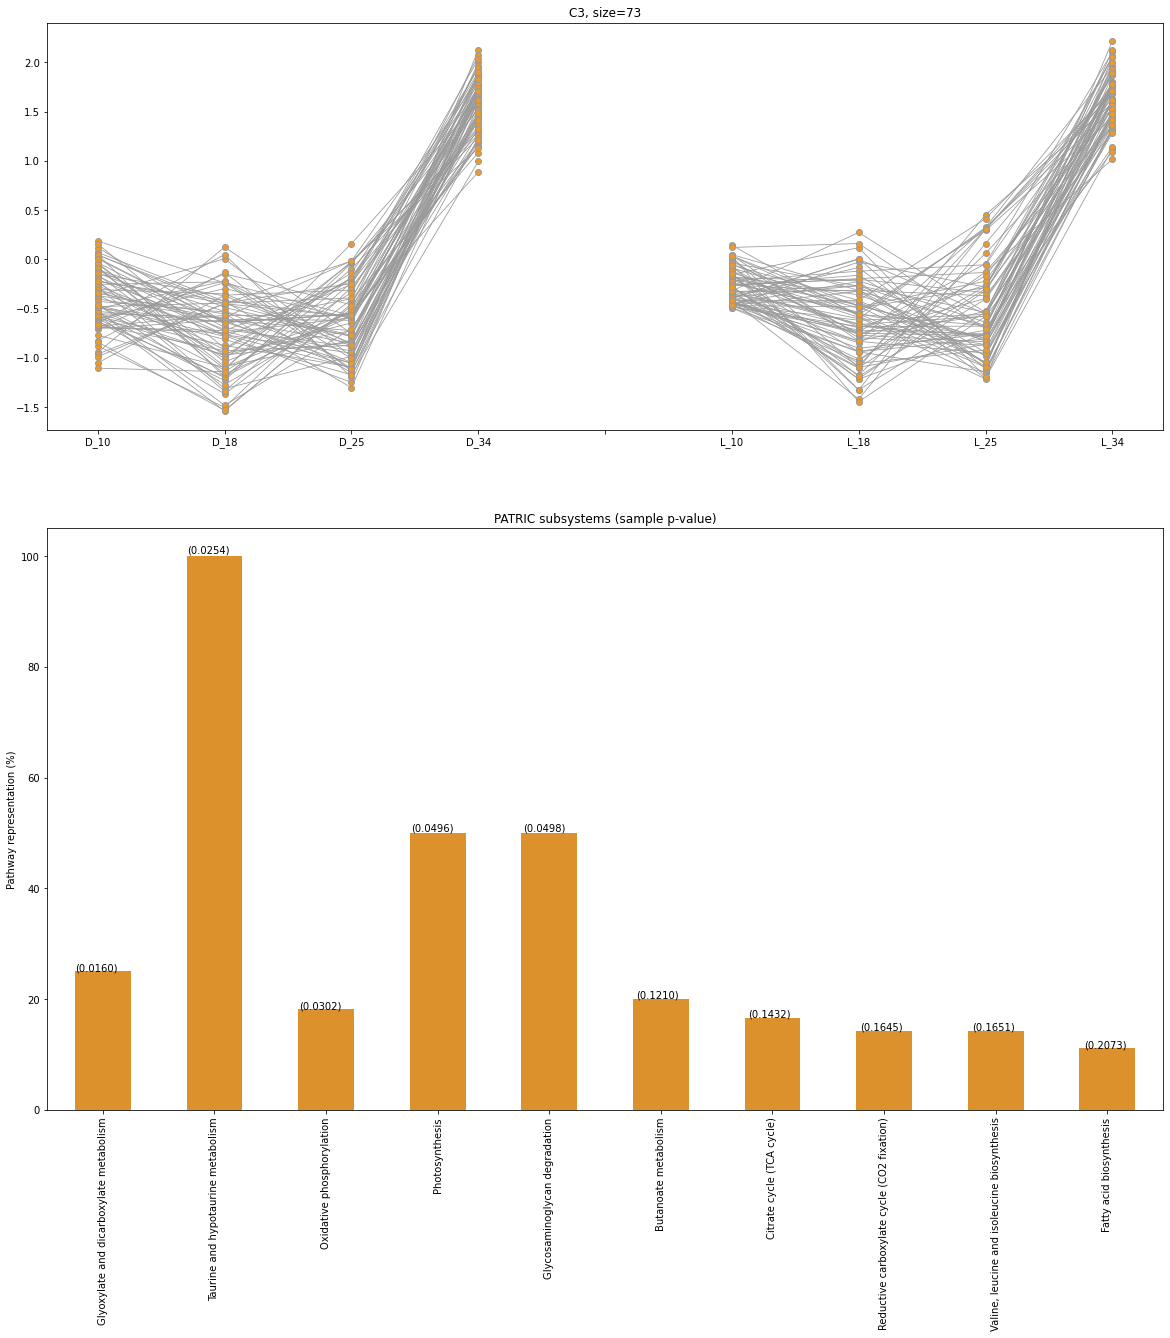 C3, size=73
2.0
1.5
1.0
0.5
0.0
−0.5
−1.0
−1.5
D_10 D_18 D_25 D_34 L_10 L_18 L_25 L_34
PATRIC subsystems (sample p-value)
Pathway representation (%)
100
80
60
40
20
0
(0.0160)
(0.0254)
(0.0302)
(0.0496)
(0.0498)
(0.1210)
(0.1432)
(0.1645)
(0.1651)
(0.2073)
Glyoxylate and dicarboxylate metabolism
Taurine and hypotaurine metabolism
Oxidative phosphorylation
Photosynthesis
Glycosaminoglycan degradation
Butanoate metabolism
Citrate cycle (TCA cycle)
Reductive carboxylate cycle (CO2 fixation)
Valine, leucine and isoleucine biosynthesis
Fatty acid biosynthesis